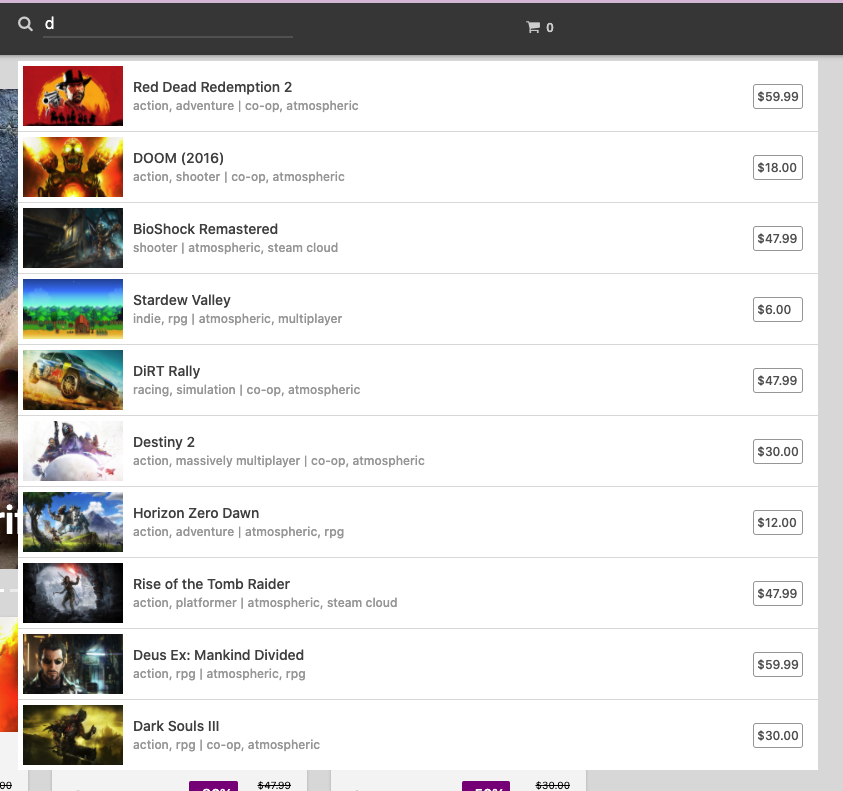 d
0
Red Dead Redemption 2
action, adventure | co-op, atmospheric
$59.99
DOOM (2016)
action, shooter | co-op, atmospheric
$18.00
BioShock Remastered
shooter | atmospheric, steam cloud
$47.99
Stardew Valley
indie, rpg | atmospheric, multiplayer
$6.00
DiRT Rally
racing, simulation | co-op, atmospheric
$47.99
Destiny 2
action, massively multiplayer | co-op, atmospheric
$30.00
Horizon Zero Dawn
action, adventure | atmospheric, rpg
$12.00
Rise of the Tomb Raider
action, platformer | atmospheric, steam cloud
$47.99
Deus Ex: Mankind Divided
action, rpg | atmospheric, rpg
$59.99
Dark Souls III
action, rpg | co-op, atmospheric
$30.00
$47.99
$30.00